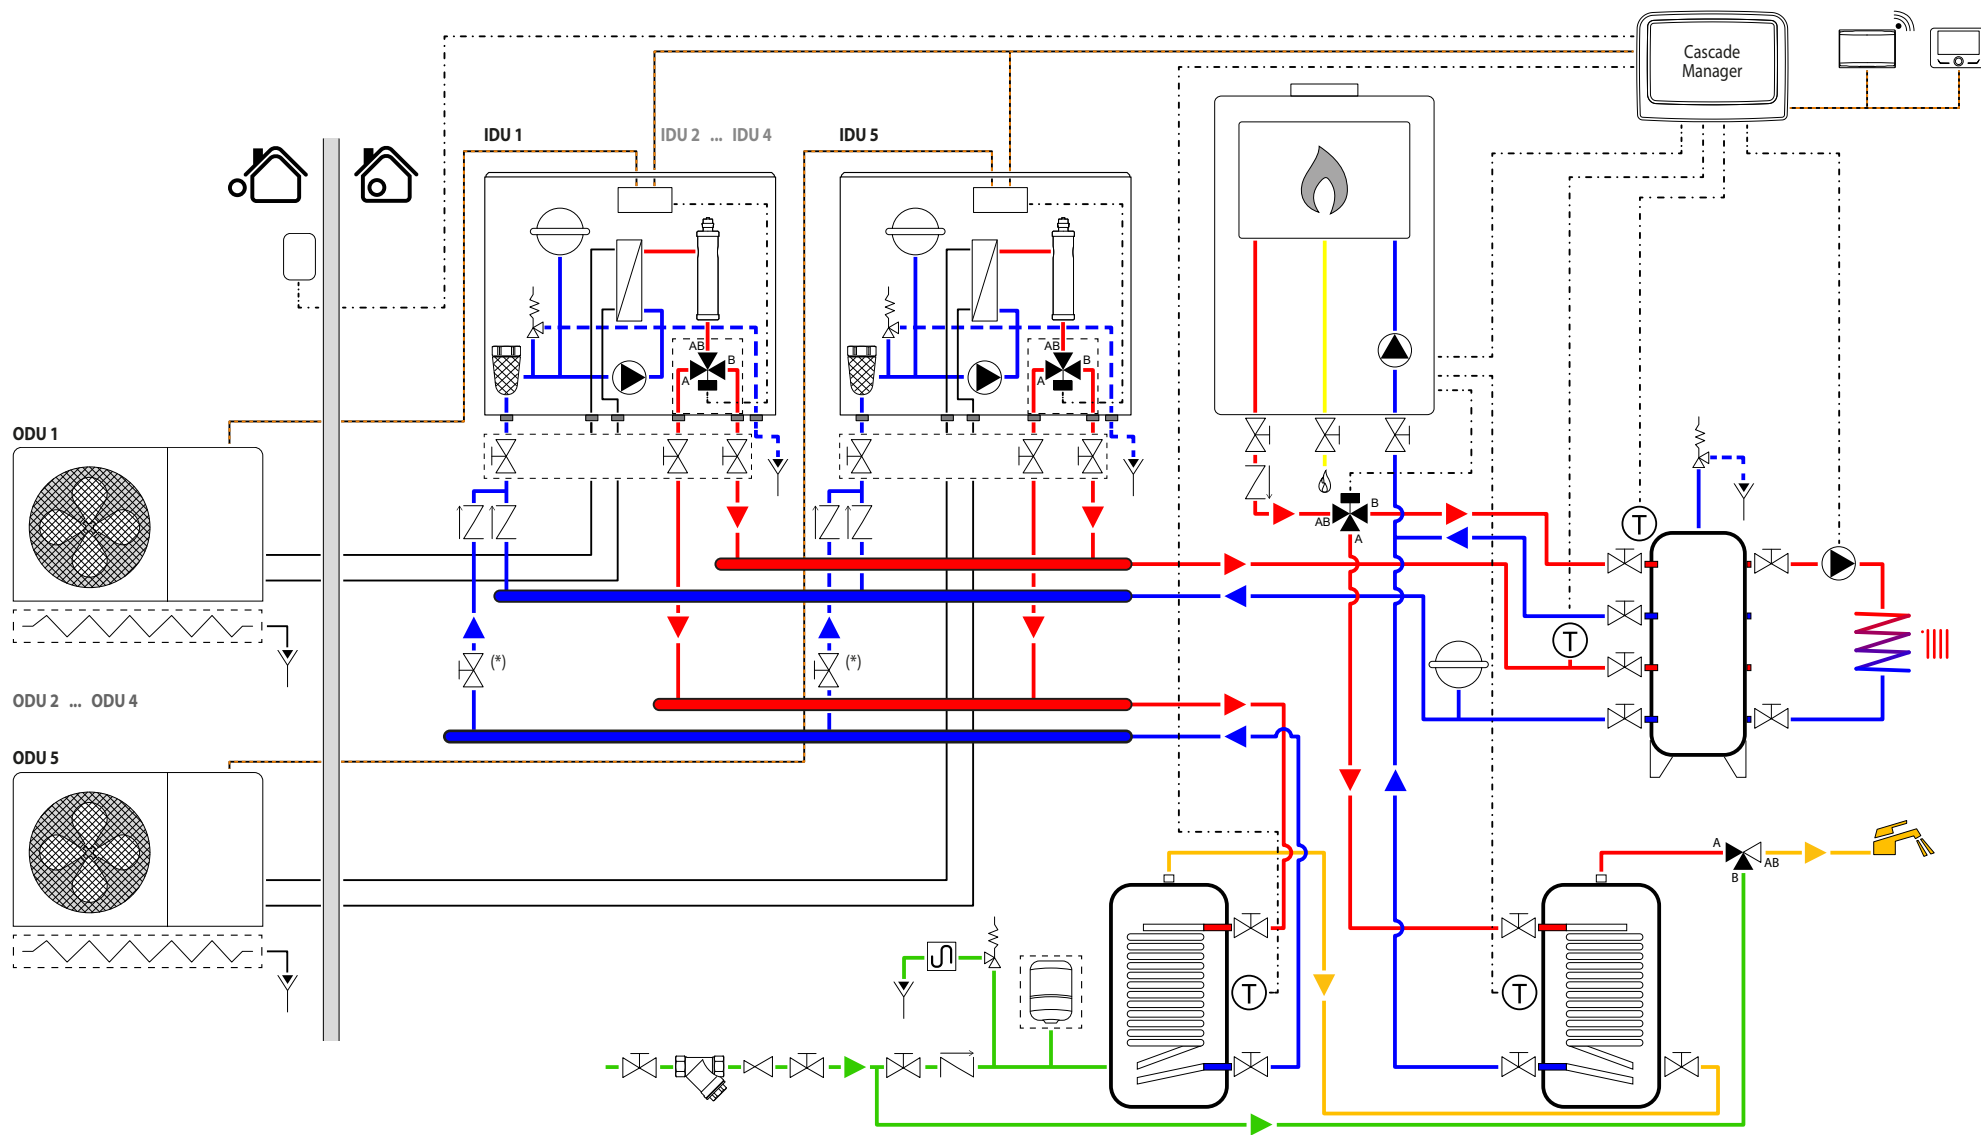 Cascade
Manager
IDU 1
IDU 2 ... IDU 4
IDU 5
AB
B
A
AB
B
A
ODU 1
B
AB
A
T
(*)
(*)
T
ODU 2 ... ODU 4
ODU 5
A
AB
B
T
T